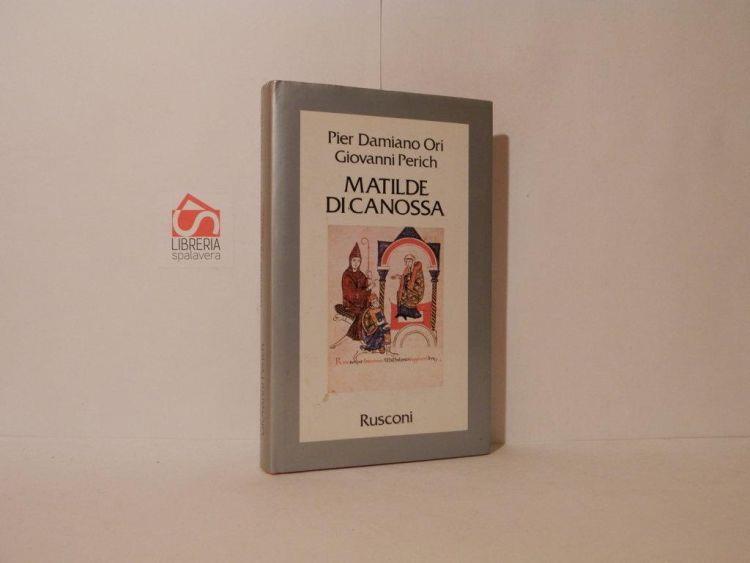 Pier Damiano Ori
Giovanni Perich
MATILDE
DI CANOSSA
Rusconi
LIBRERIA
spalavera